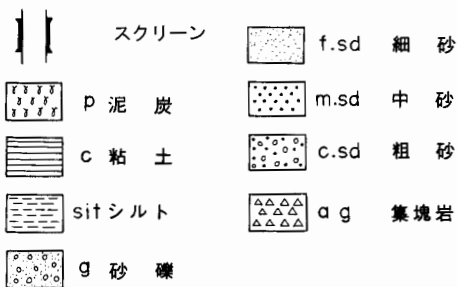 スクリーン
p 泥炭
c 粘土
sit シルト
g 砂礫
f.sd 細砂
m.sd 中砂
c.sd 粗砂
ag 集塊岩